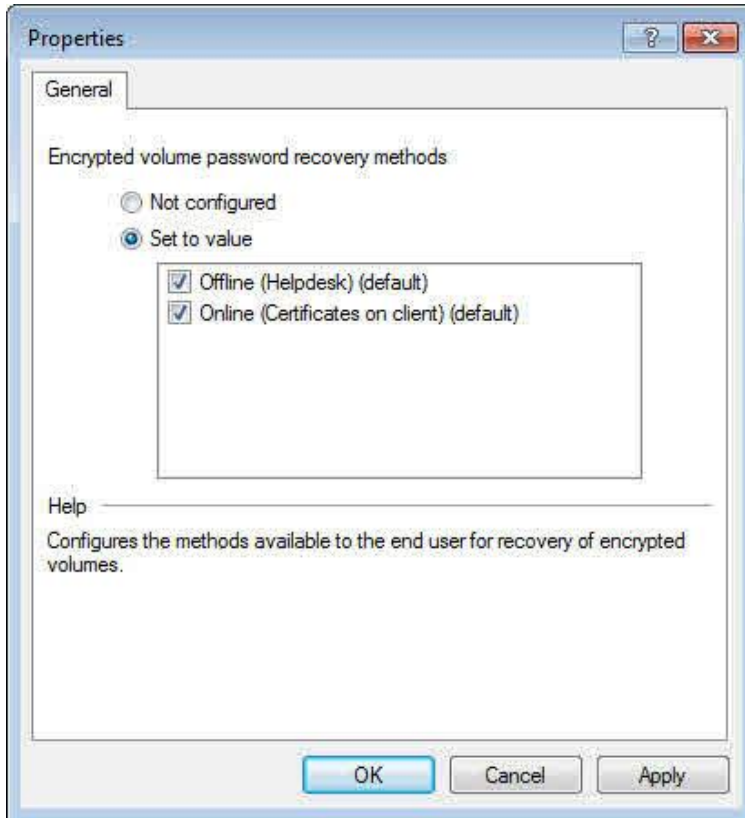 Properties
?
General
Encrypted volume password recovery methods
Not configured
Set to value
Offline (Helpdesk) (default)
Online (Certificates on client) (default)
Help
Configures the methods available to the end user for recovery of encrypted
volumes.
OK Cancel Apply